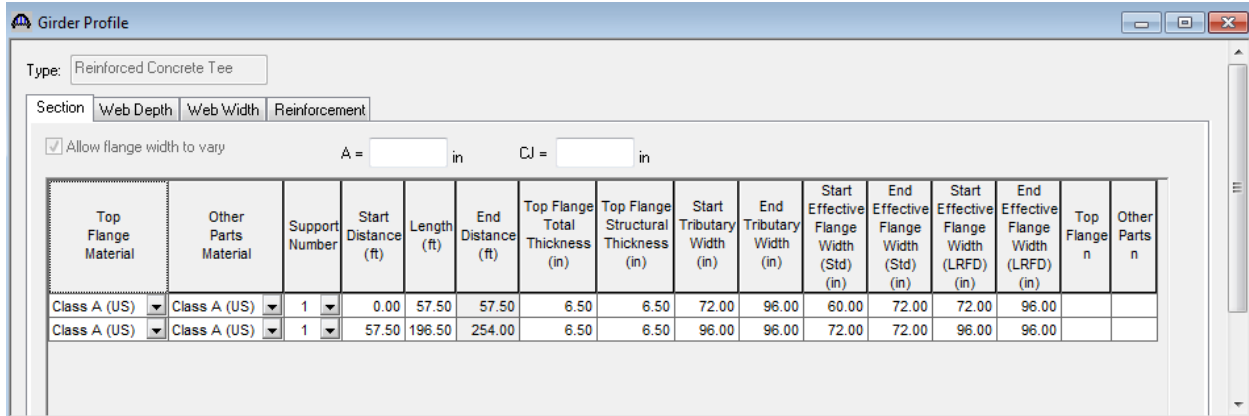 Girder Profile
Type: Reinforced Concrete Tee
Section Web Depth Web Width Reinforcement
Allow flange width to vary A = in CJ = in
Top Flange Material Other Parts Material Support Number Start Distance (ft) Length (ft) End Distance (ft) Top Flange Total Thickness (in) Top Flange Structural Thickness (in) Start Tributary Width (in) End Tributary Width (in) Start Effective Flange Width (Std) (in) End Effective Flange Width (Std) (in) Start Effective Flange Width (LRFD) (in) End Effective Flange Width (LRFD) (in) Top Flange n Other Parts n
Class A (US) Class A (US) 1 0.00 57.50 57.50 6.50 6.50 72.00 96.00 60.00 72.00 72.00 96.00
Class A (US) Class A (US) 1 57.50 196.50 254.00 6.50 6.50 96.00 96.00 72.00 72.00 96.00 96.00